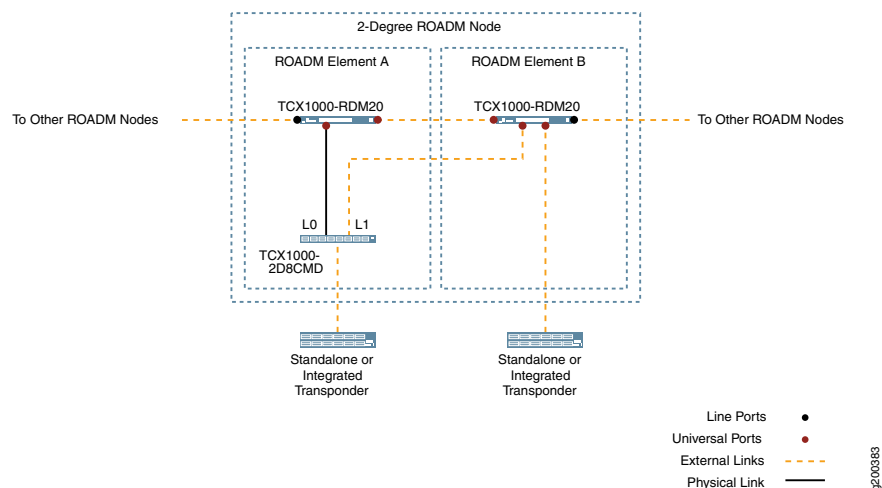 2-Degree ROADM Node
ROADM Element A
ROADM Element B
TCX1000-RDM20
TCX1000-RDM20
To Other ROADM Nodes
To Other ROADM Nodes
L0
L1
TCX1000-
2D8CMD
Standalone or
Integrated
Transponder
Standalone or
Integrated
Transponder
Line Ports
Universal Ports
External Links
Physical Link
g200383